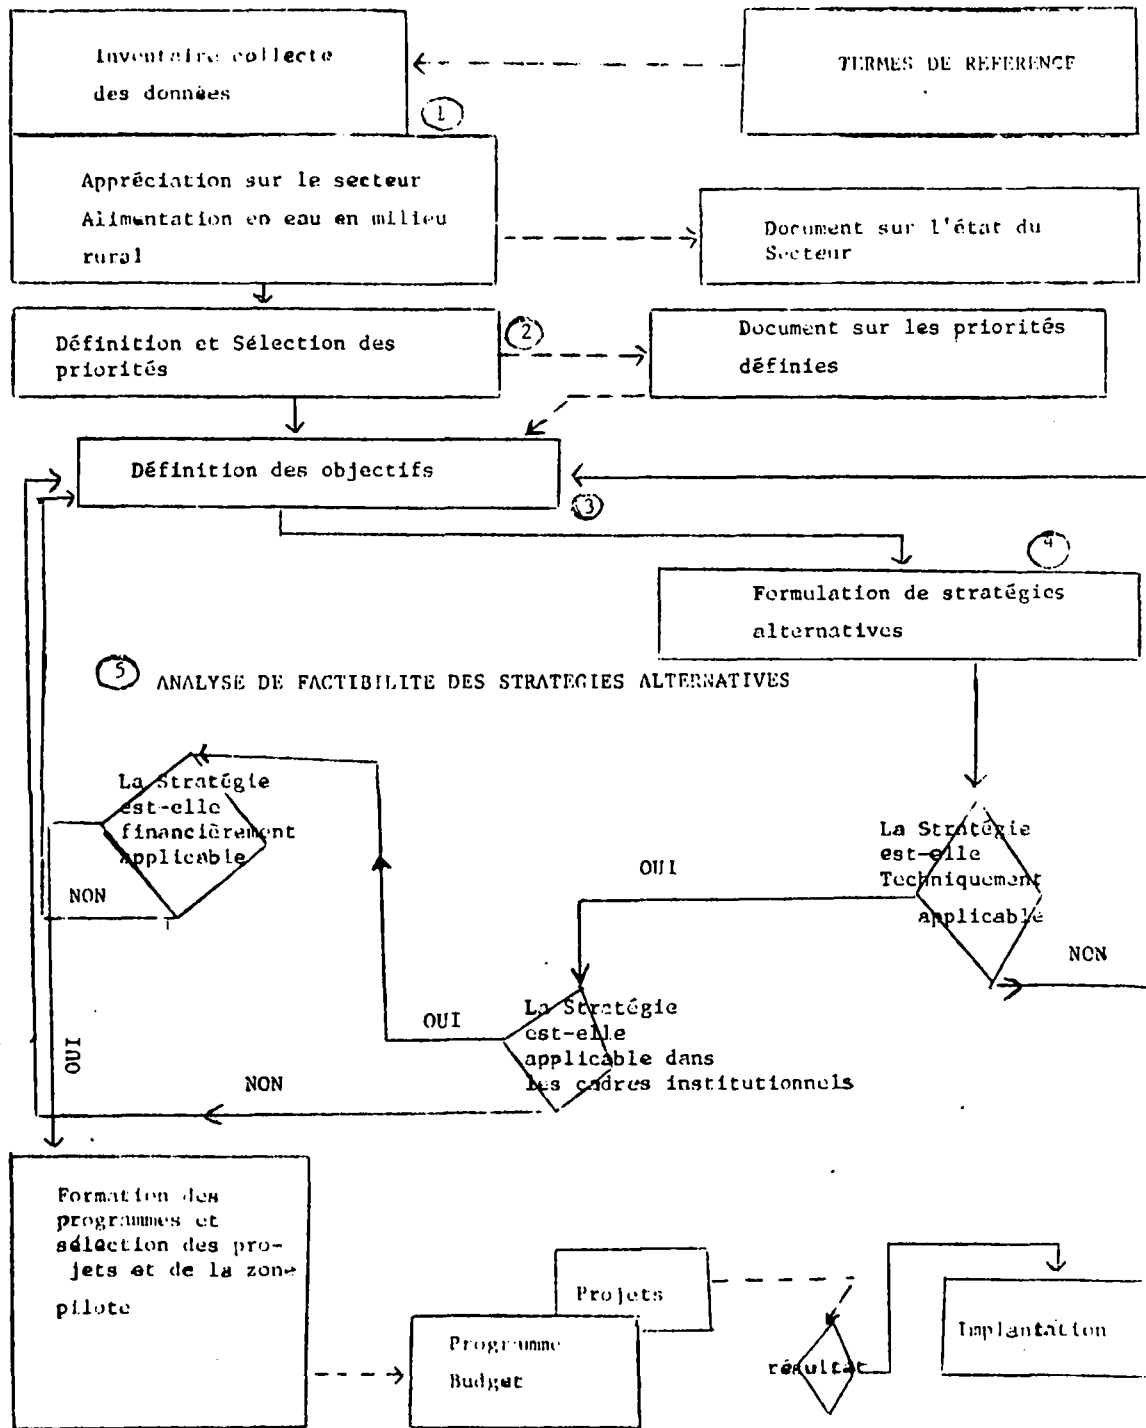 Inventaire collecte
des données
TERMES DE REFERENCE
1
Appréciation sur le secteur
Alimentation en eau en milieu
rural
Document sur l'état du
Secteur
Définition et Sélection des
priorités
2
Document sur les priorités
définies
Définition des objectifs
3
4
Formulation de stratégies
alternatives
5 ANALYSE DE FACTIBILITE DES STRATEGIES ALTERNATIVES
La Stratégie
est-elle
financièrement
applicable
NON
La Stratégie
est-elle
Techniquement
applicable
OUI
NON
La Stratégie
est-elle
applicable dans
les cadres institutionnels
OUI
OUI
NON
Formation des
programmes et
sélection des pro-
jets et de la zone
pilote
Projets
Programme
Budget
résultat
Implantation